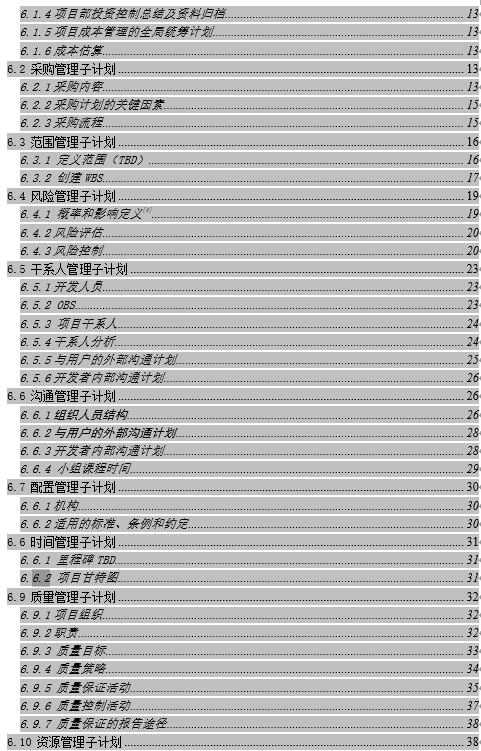 6.1.4项目部投资控制总结及资料归档 13
6.1.5项目成本管理的全局统筹计划 13
6.1.6成本估算 13
6.2 采购管理子计划 13
6.2.1采购内容 13
6.2.2采购计划的关键因素 15
6.2.3采购流程 15
6.3 范围管理子计划 16
6.3.1 定义范围（TBD） 16
6.3.2 创建WBS 17
6.4 风险管理子计划 19
6.4.1 概率和影响定义[4] 19
6.4.2风险评估 20
6.4.3风险控制 20
6.5 干系人管理子计划 23
6.5.1开发人员 23
6.5.2 OBS 23
6.5.3 项目干系人 24
6.5.4干系人分析 24
6.5.5与用户的外部沟通计划 25
6.5.6开发者内部沟通计划 26
6.6 沟通管理子计划 26
6.6.1组织人员结构 26
6.6.2与用户的外部沟通计划 28
6.6.3开发者内部沟通计划 28
6.6.4 小组课程时间 29
6.7 配置管理子计划 30
6.6.1机构 30
6.6.2适用的标准、条例和约定 30
6.6 时间管理子计划 31
6.6.1 里程碑TBD 31
6.6.2 项目甘特图 31
6.9 质量管理子计划 32
6.9.1项目组织 32
6.9.2职责 32
6.9.3 质量目标 33
6.9.4 质量策略 34
6.9.5 质量保证活动 35
6.9.6 质量控制活动 37
6.9.7 质量保证的报告途径 38
6.10 资源管理子计划 38